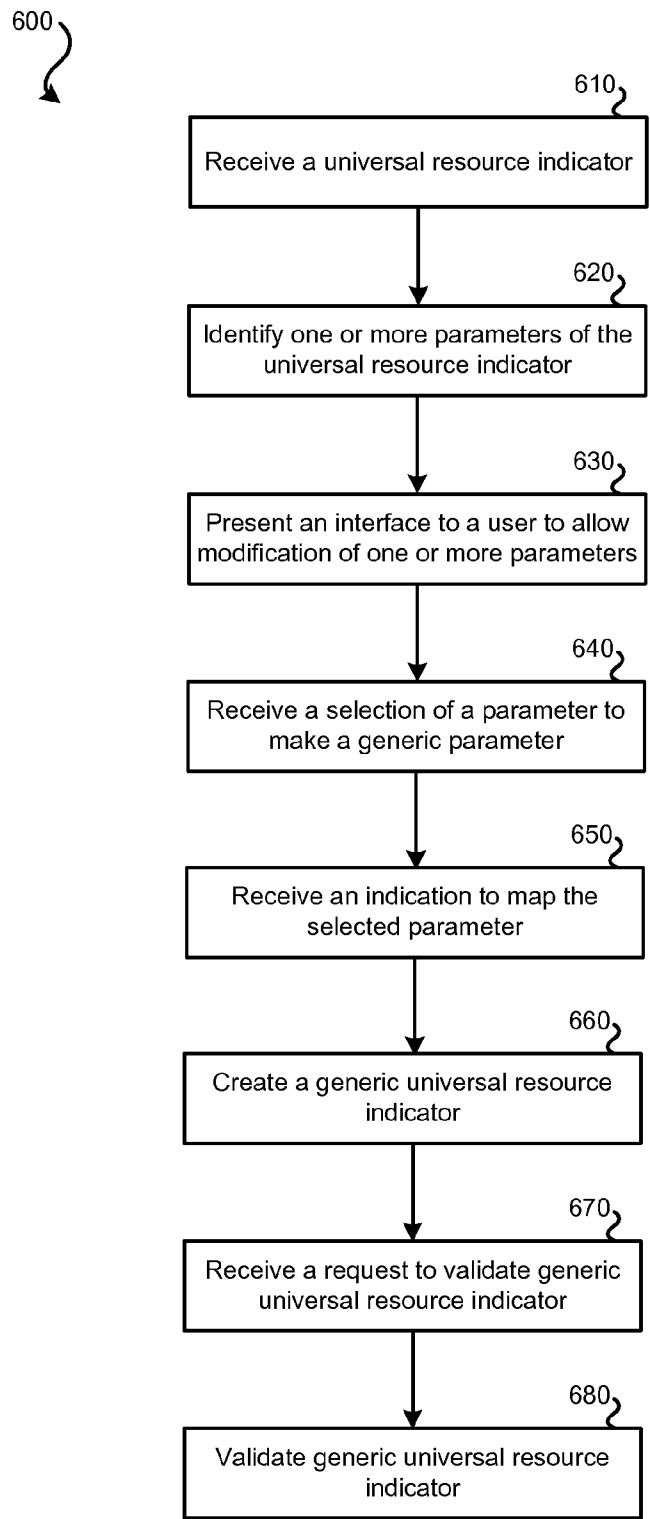 600
610
Receive a universal resource indicator
620
Identify one or more parameters of the
universal resource indicator
630
Present an interface to a user to allow
modification of one or more parameters
640
Receive a selection of a parameter to
make a generic parameter
650
Receive an indication to map the
selected parameter
660
Create a generic universal resource
indicator
670
Receive a request to validate generic
universal resource indicator
680
Validate generic universal resource
indicator